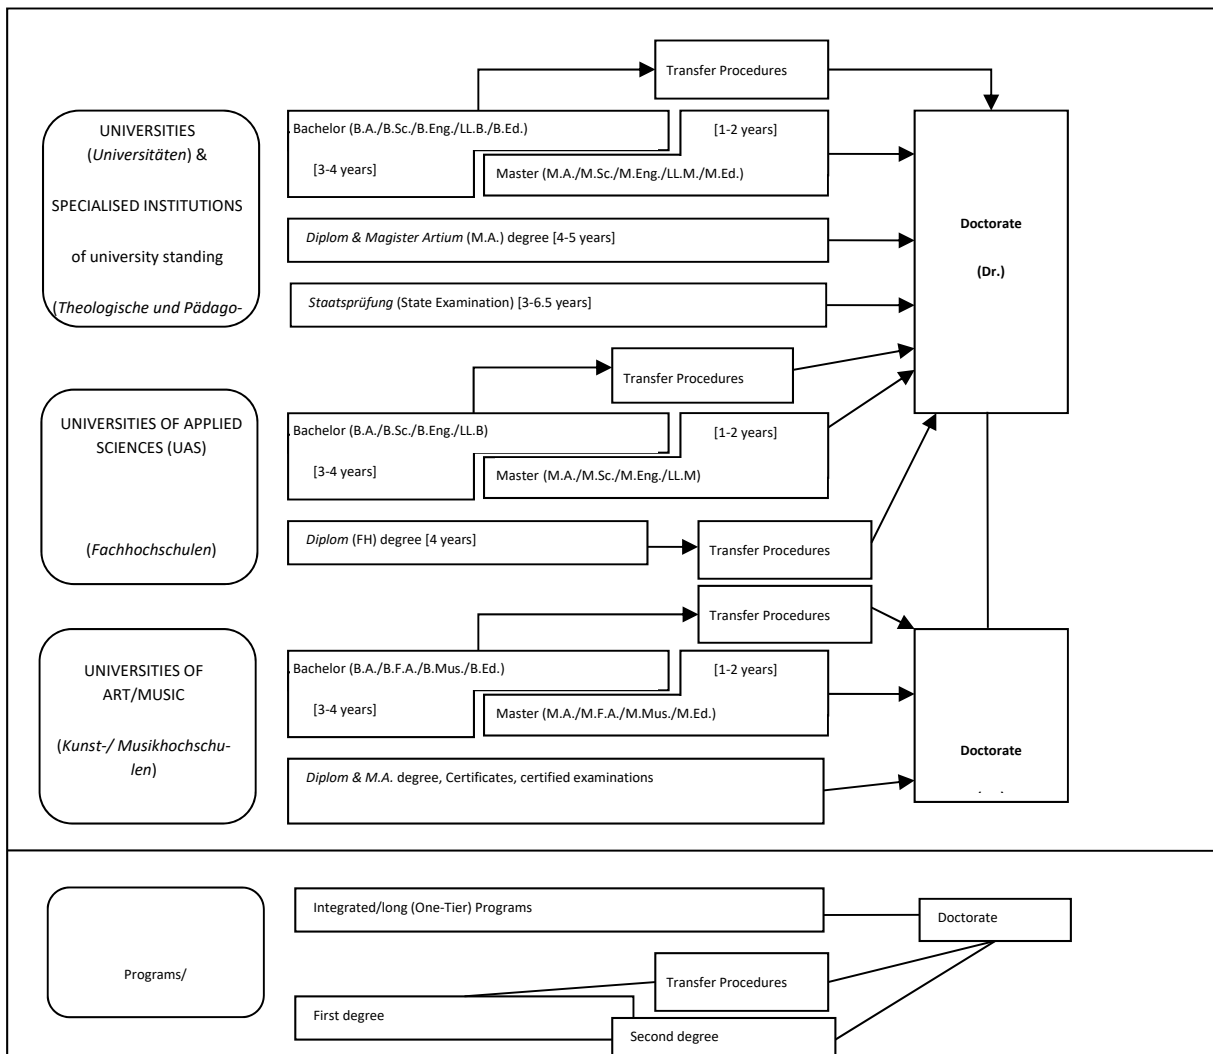 Transfer Procedures
UNIVERSITIES
(Universitäten) &
SPECIALISED INSTITUTIONS
of university standing
(Theologische und Pädago-
Bachelor (B.A./B.Sc./B.Eng./LL.B./B.Ed.)
[3-4 years]
[1-2 years]
Master (M.A./M.Sc./M.Eng./LL.M./M.Ed.)
Diplom & Magister Artium (M.A.) degree [4-5 years]
Staatsprüfung (State Examination) [3-6.5 years]
Doctorate
(Dr.)
Transfer Procedures
UNIVERSITIES OF APPLIED
SCIENCES (UAS)
(Fachhochschulen)
Bachelor (B.A./B.Sc./B.Eng./LL.B)
[3-4 years]
[1-2 years]
Master (M.A./M.Sc./M.Eng./LL.M)
Diplom (FH) degree [4 years]
Transfer Procedures
Transfer Procedures
UNIVERSITIES OF
ART/MUSIC
(Kunst-/ Musikhochschu-
len)
Bachelor (B.A./B.F.A./B.Mus./B.Ed.)
[3-4 years]
[1-2 years]
Master (M.A./M.F.A./M.Mus./M.Ed.)
Diplom & M.A. degree, Certificates, certified examinations
Doctorate
Programs/
Integrated/long (One-Tier) Programs
Doctorate
Transfer Procedures
First degree
Second degree